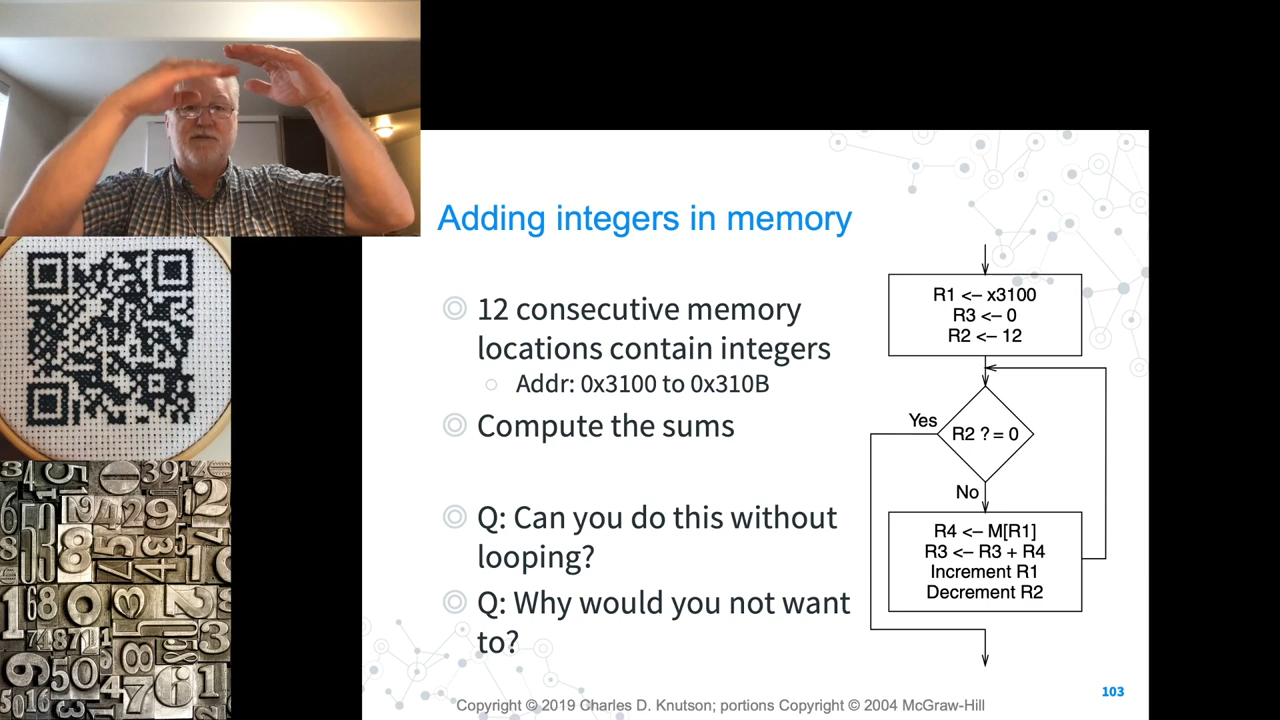 Adding integers in memory
12 consecutive memory
locations contain integers
Addr: 0x3100 to 0x310B
Compute the sums
Q: Can you do this without
looping?
Q: Why would you not want
to?
R1 <– x3100
R3 <– 0
R2 <– 12
Yes
R2 ? = 0
No
R4 <– M[R1]
R3 <– R3 + R4
Increment R1
Decrement R2
103
Copyright © 2019 Charles D. Knutson; portions Copyright © 2004 McGraw-Hill